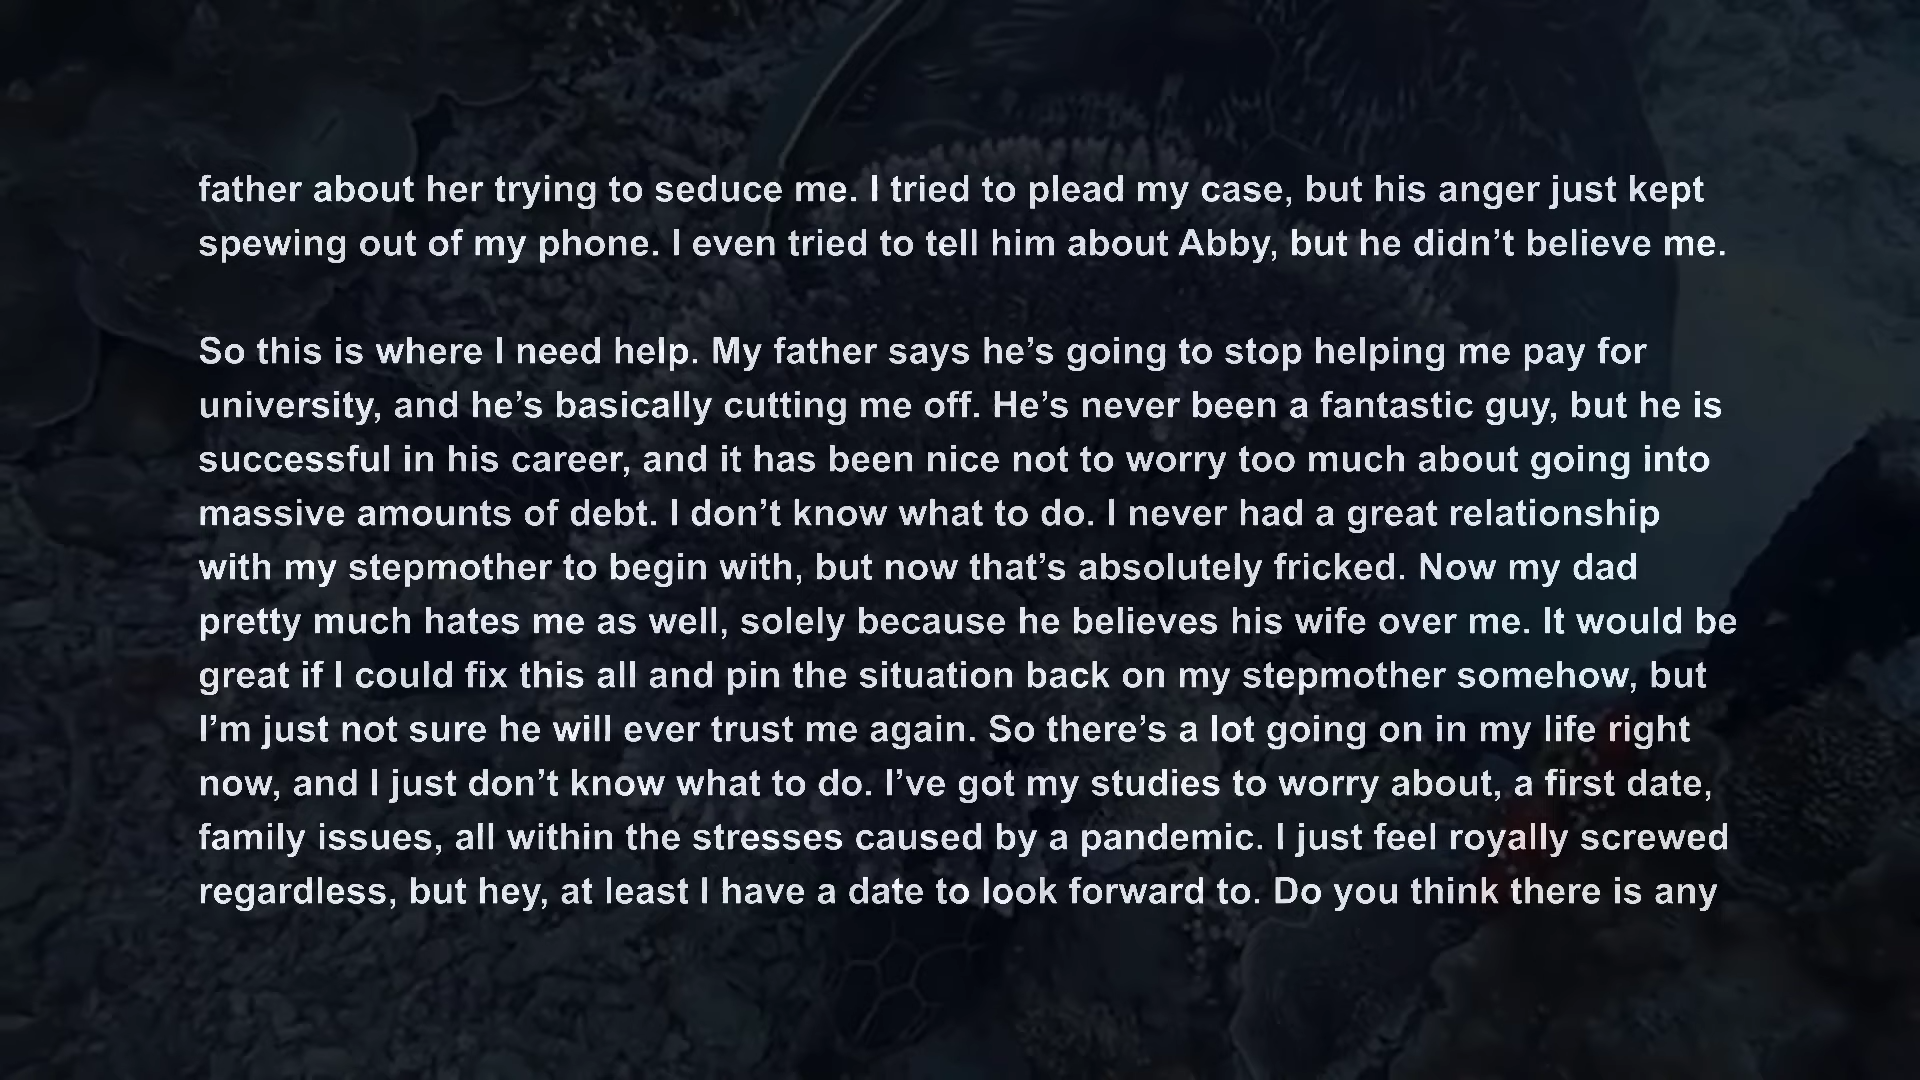 father about her trying to seduce me. I tried to plead my case, but his anger just kept
spewing out of my phone. I even tried to tell him about Abby, but he didn’t believe me.
So this is where I need help. My father says he’s going to stop helping me pay for
university, and he’s basically cutting me off. He’s never been a fantastic guy, but he is
successful in his career, and it has been nice not to worry too much about going into
massive amounts of debt. I don’t know what to do. I never had a great relationship
with my stepmother to begin with, but now that’s absolutely fricked. Now my dad
pretty much hates me as well, solely because he believes his wife over me. It would be
great if I could fix this all and pin the situation back on my stepmother somehow, but
I’m just not sure he will ever trust me again. So there’s a lot going on in my life right
now, and I just don’t know what to do. I’ve got my studies to worry about, a first date,
family issues, all within the stresses caused by a pandemic. I just feel royally screwed
regardless, but hey, at least I have a date to look forward to. Do you think there is any